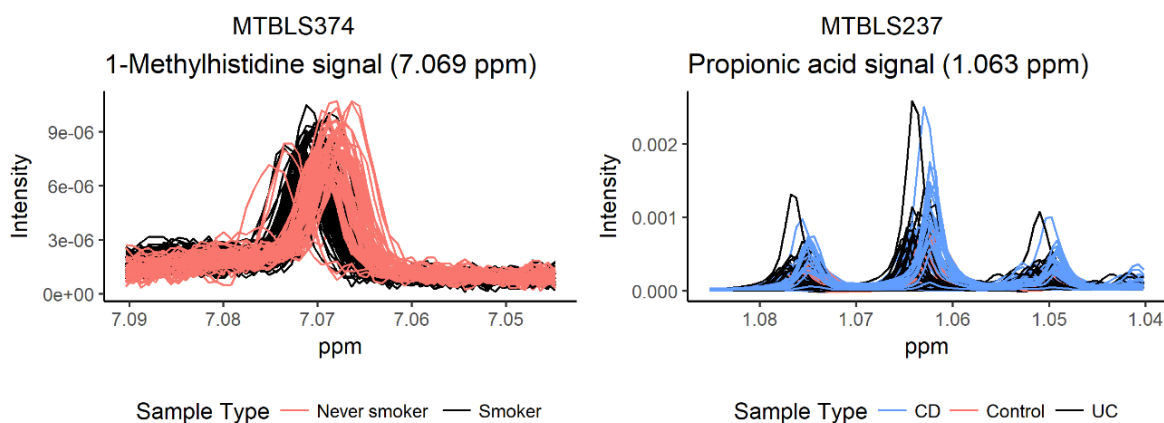 MTBLS374
1-Methylhistidine signal (7.069 ppm)
Intensity
9e-06
6e-06
3e-06
0e+00
7.09 7.08 7.07 7.06 7.05
ppm
Sample Type Never smoker Smoker
MTBLS237
Propionic acid signal (1.063 ppm)
Intensity
0.002
0.001
0.000
1.08 1.07 1.06 1.05 1.04
ppm
Sample Type CD Control UC